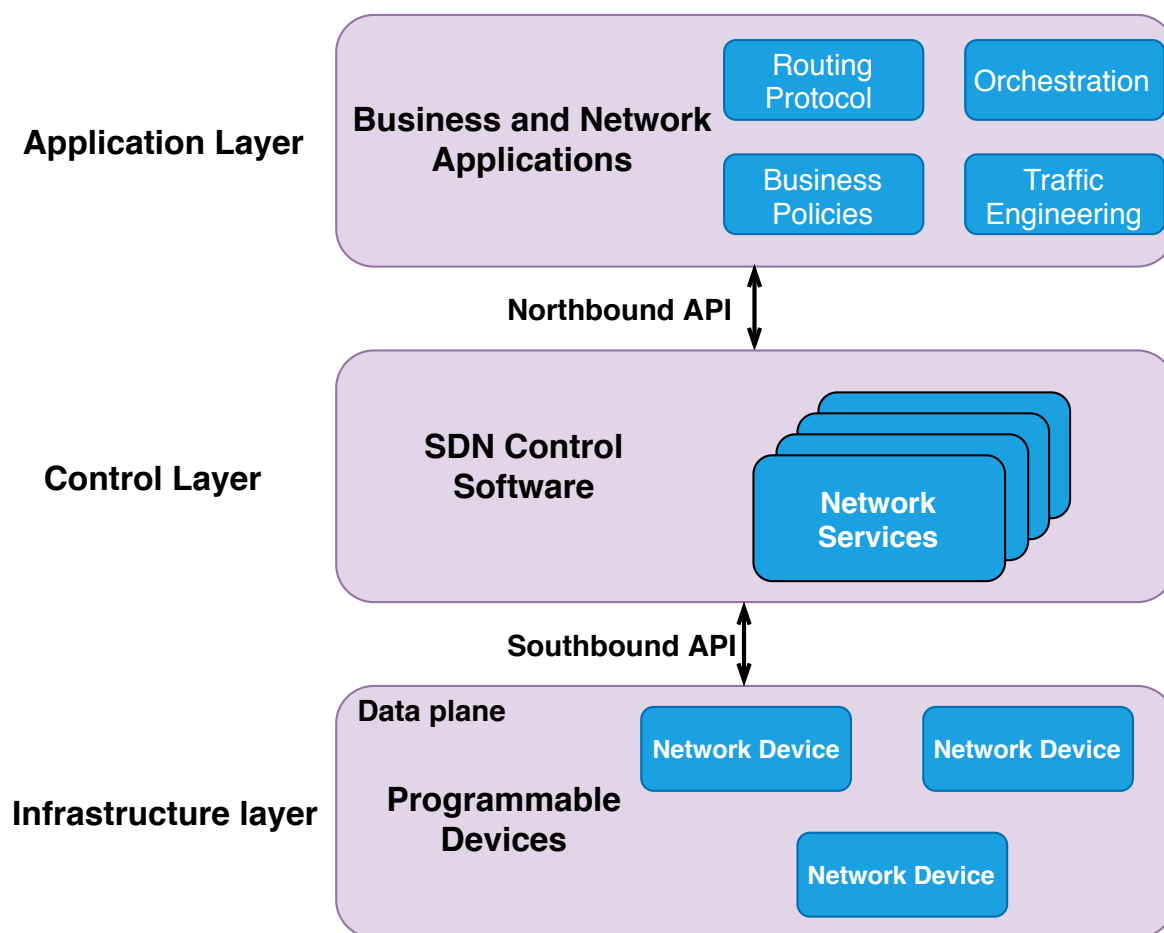 Application Layer
Business and Network
Applications
Routing
Protocol
Orchestration
Business
Policies
Traffic
Engineering
Northbound API
Control Layer
SDN Control
Software
Network
Services
Southbound API
Infrastructure layer
Data plane
Programmable
Devices
Network Device
Network Device
Network Device